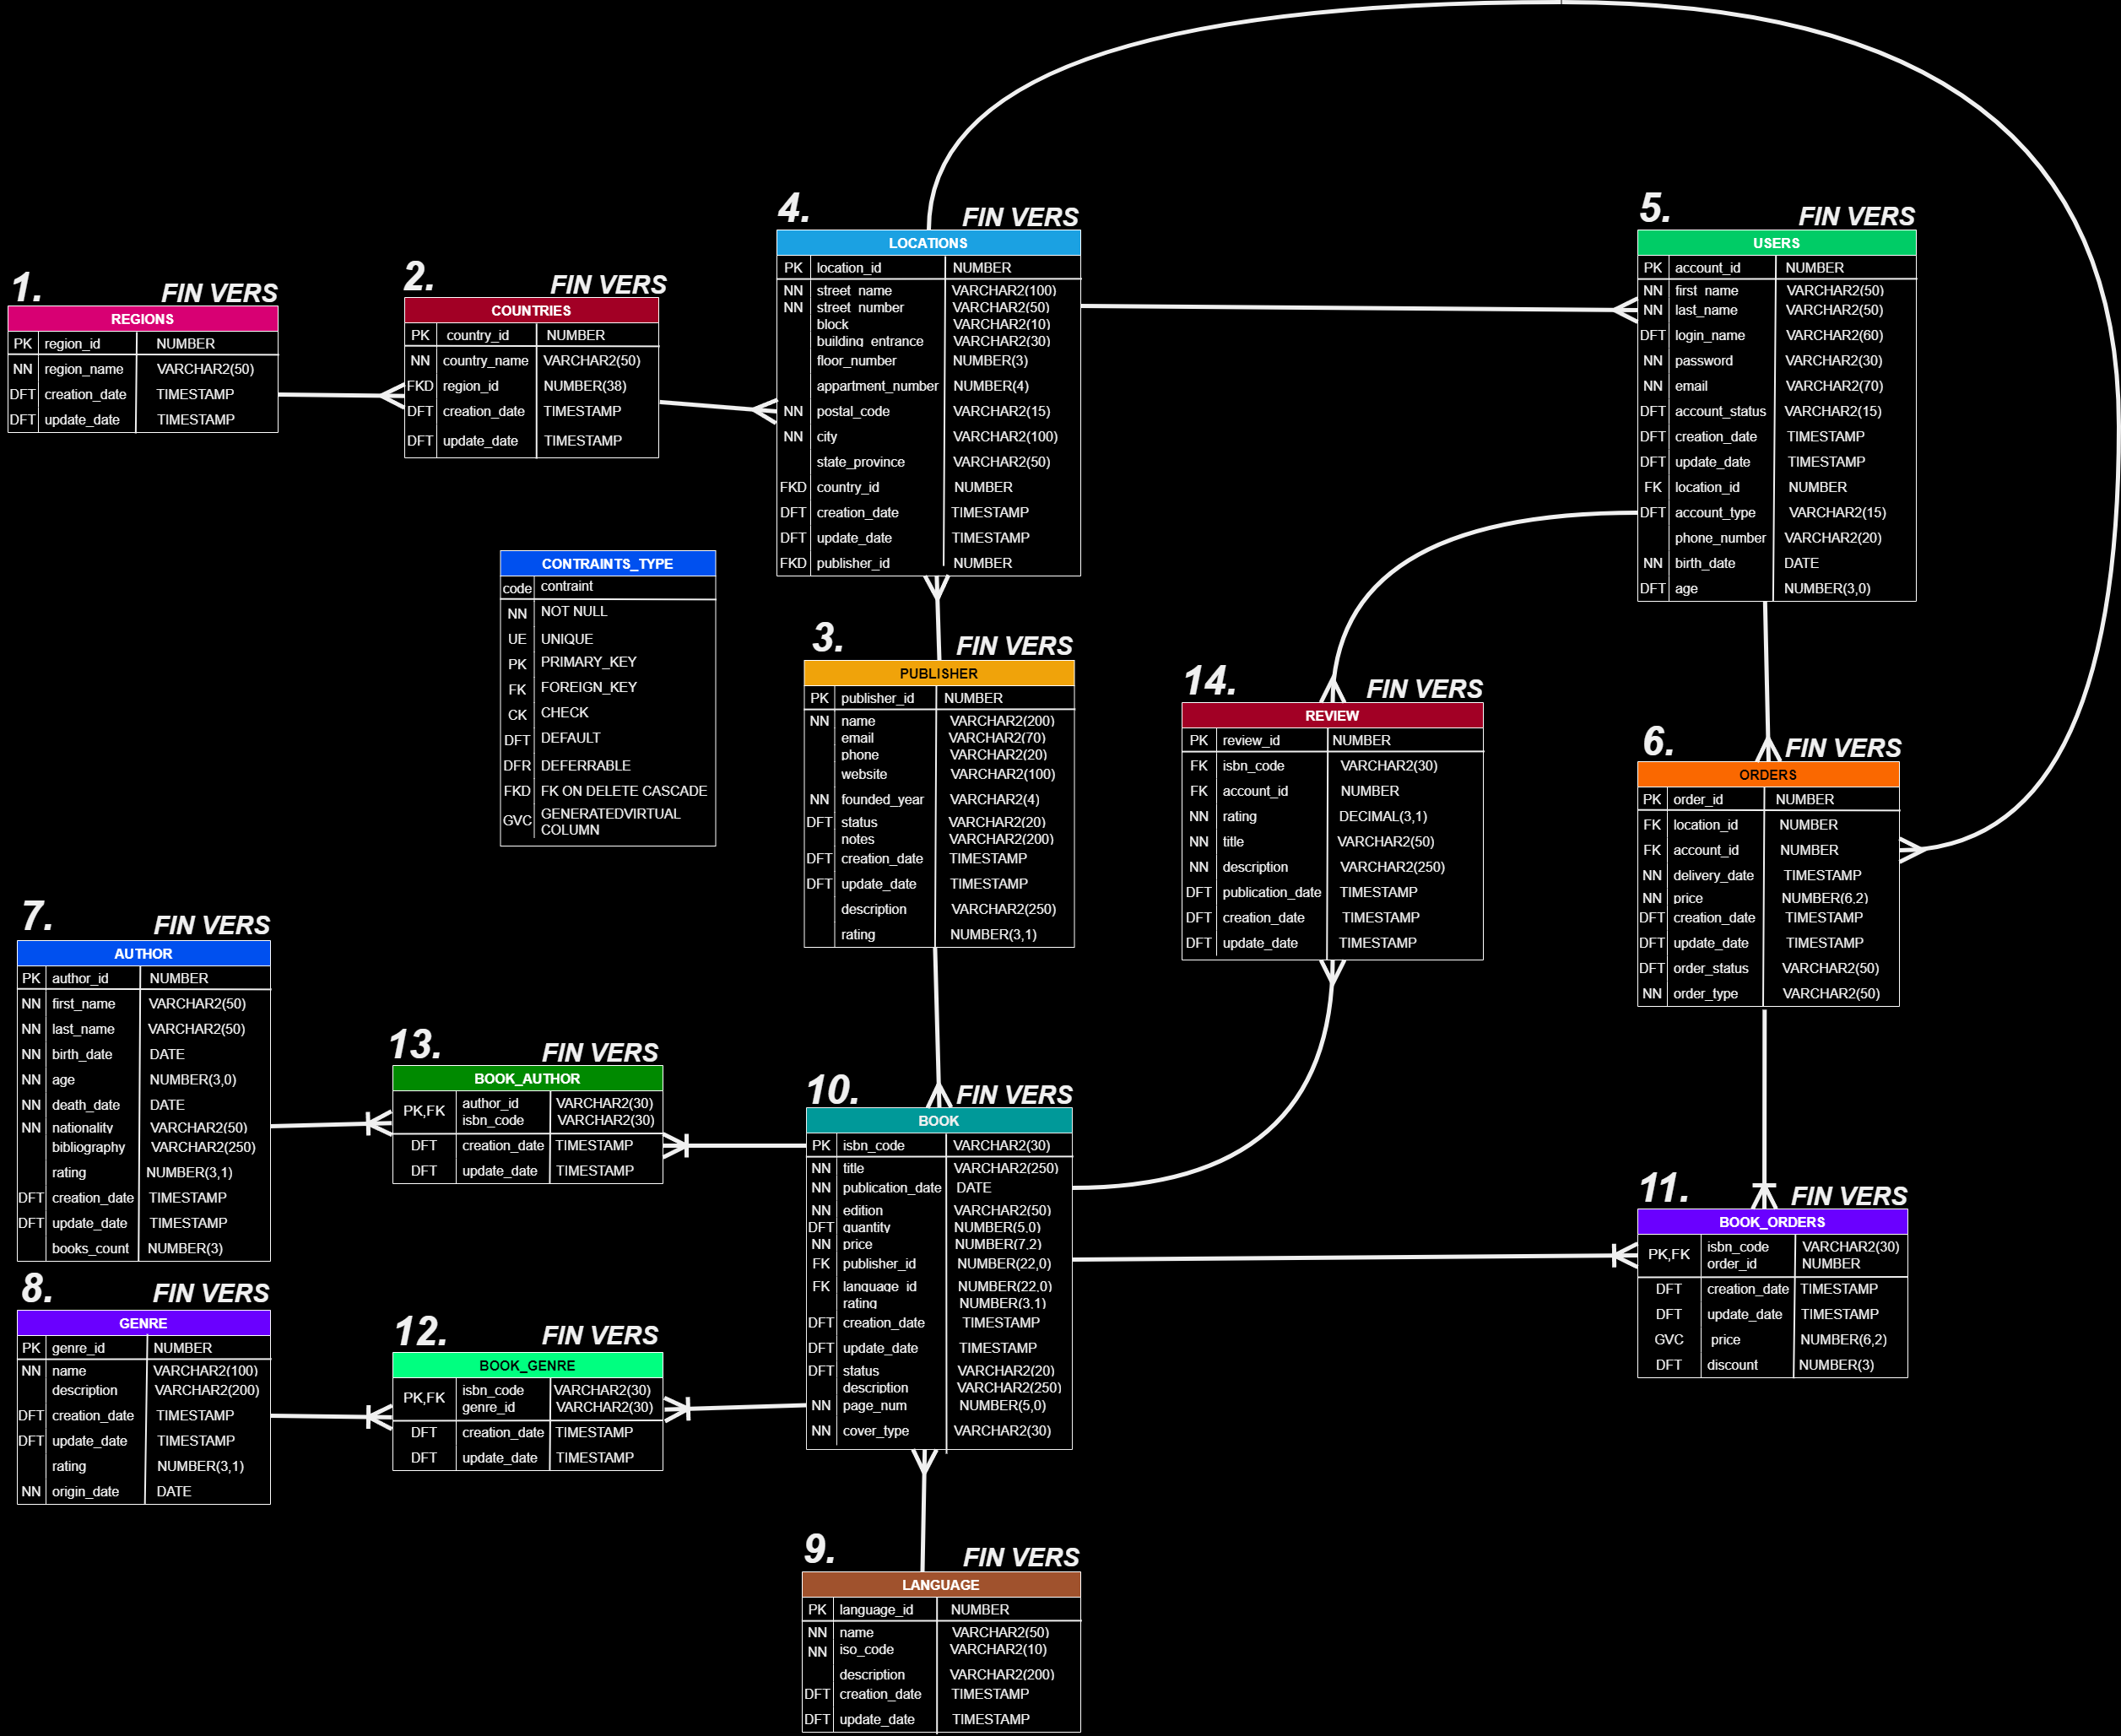 1. FIN VERS
REGIONS
PK region_id NUMBER
NN region_name VARCHAR2(50)
DFT creation_date TIMESTAMP
DFT update_date TIMESTAMP
2. FIN VERS
COUNTRIES
PK country_id NUMBER
NN country_name VARCHAR2(50)
FKD region_id NUMBER(38)
DFT creation_date TIMESTAMP
DFT update_date TIMESTAMP
4. FIN VERS
LOCATIONS
PK location_id NUMBER
NN street_name VARCHAR2(100)
NN street_number VARCHAR2(50)
block VARCHAR2(10)
building_entrance VARCHAR2(30)
floor_number NUMBER(3)
appartment_number NUMBER(4)
NN postal_code VARCHAR2(15)
NN city VARCHAR2(100)
state_province VARCHAR2(50)
FKD country_id NUMBER
DFT creation_date TIMESTAMP
DFT update_date TIMESTAMP
FKD publisher_id NUMBER
5. FIN VERS
USERS
PK account_id NUMBER
NN first_name VARCHAR2(50)
NN last_name VARCHAR2(50)
DFT login_name VARCHAR2(60)
NN password VARCHAR2(30)
NN email VARCHAR2(70)
DFT account_status VARCHAR2(15)
DFT creation_date TIMESTAMP
DFT update_date TIMESTAMP
FK location_id NUMBER
DFT account_type VARCHAR2(15)
phone_number VARCHAR2(20)
NN birth_date DATE
DFT age NUMBER(3,0)
CONTRAINTS_TYPE
code contraint
NN NOT NULL
UE UNIQUE
PK PRIMARY_KEY
FK FOREIGN_KEY
CK CHECK
DFT DEFAULT
DFR DEFERRABLE
FKD FK ON DELETE CASCADE
GVC GENERATEDVIRTUAL
COLUMN
3. FIN VERS
PUBLISHER
PK publisher_id NUMBER
NN name VARCHAR2(200)
email VARCHAR2(70)
phone VARCHAR2(20)
website VARCHAR2(100)
NN founded_year VARCHAR2(4)
DFT status VARCHAR2(20)
notes VARCHAR2(200)
DFT creation_date TIMESTAMP
DFT update_date TIMESTAMP
description VARCHAR2(250)
rating NUMBER(3,1)
14. FIN VERS
REVIEW
PK review_id NUMBER
FK isbn_code VARCHAR2(30)
FK account_id NUMBER
NN rating DECIMAL(3,1)
NN title VARCHAR2(50)
NN description VARCHAR2(250)
DFT publication_date TIMESTAMP
DFT creation_date TIMESTAMP
DFT update_date TIMESTAMP
6. FIN VERS
ORDERS
PK order_id NUMBER
FK location_id NUMBER
FK account_id NUMBER
NN delivery_date TIMESTAMP
NN price NUMBER(6,2)
DFT creation_date TIMESTAMP
DFT update_date TIMESTAMP
DFT order_status VARCHAR2(50)
NN order_type VARCHAR2(50)
7. FIN VERS
AUTHOR
PK author_id NUMBER
NN first_name VARCHAR2(50)
NN last_name VARCHAR2(50)
NN birth_date DATE
NN age NUMBER(3,0)
NN death_date DATE
NN nationality VARCHAR2(50)
bibliography VARCHAR2(250)
rating NUMBER(3,1)
DFT creation_date TIMESTAMP
DFT update_date TIMESTAMP
books_count NUMBER(3)
13. FIN VERS
BOOK_AUTHOR
PK,FK author_id VARCHAR2(30)
isbn_code VARCHAR2(30)
DFT creation_date TIMESTAMP
DFT update_date TIMESTAMP
10. FIN VERS
BOOK
PK isbn_code VARCHAR2(30)
NN title VARCHAR2(250)
NN publication_date DATE
NN edition VARCHAR2(50)
DFT quantity NUMBER(5,0)
NN price NUMBER(7,2)
FK publisher_id NUMBER(22,0)
FK language_id NUMBER(22,0)
rating NUMBER(3,1)
DFT creation_date TIMESTAMP
DFT update_date TIMESTAMP
DFT status VARCHAR2(20)
description VARCHAR2(250)
NN page_num NUMBER(5,0)
NN cover_type VARCHAR2(30)
11. FIN VERS
BOOK_ORDERS
PK,FK isbn_code VARCHAR2(30)
order_id NUMBER
DFT creation_date TIMESTAMP
DFT update_date TIMESTAMP
GVC price NUMBER(6,2)
DFT discount NUMBER(3)
8. FIN VERS
GENRE
PK genre_id NUMBER
NN name VARCHAR2(100)
description VARCHAR2(200)
DFT creation_date TIMESTAMP
DFT update_date TIMESTAMP
rating NUMBER(3,1)
NN origin_date DATE
12. FIN VERS
BOOK_GENRE
PK,FK isbn_code VARCHAR2(30)
genre_id VARCHAR2(30)
DFT creation_date TIMESTAMP
DFT update_date TIMESTAMP
9. FIN VERS
LANGUAGE
PK language_id NUMBER
NN name VARCHAR2(50)
NN iso_code VARCHAR2(10)
description VARCHAR2(200)
DFT creation_date TIMESTAMP
DFT update_date TIMESTAMP